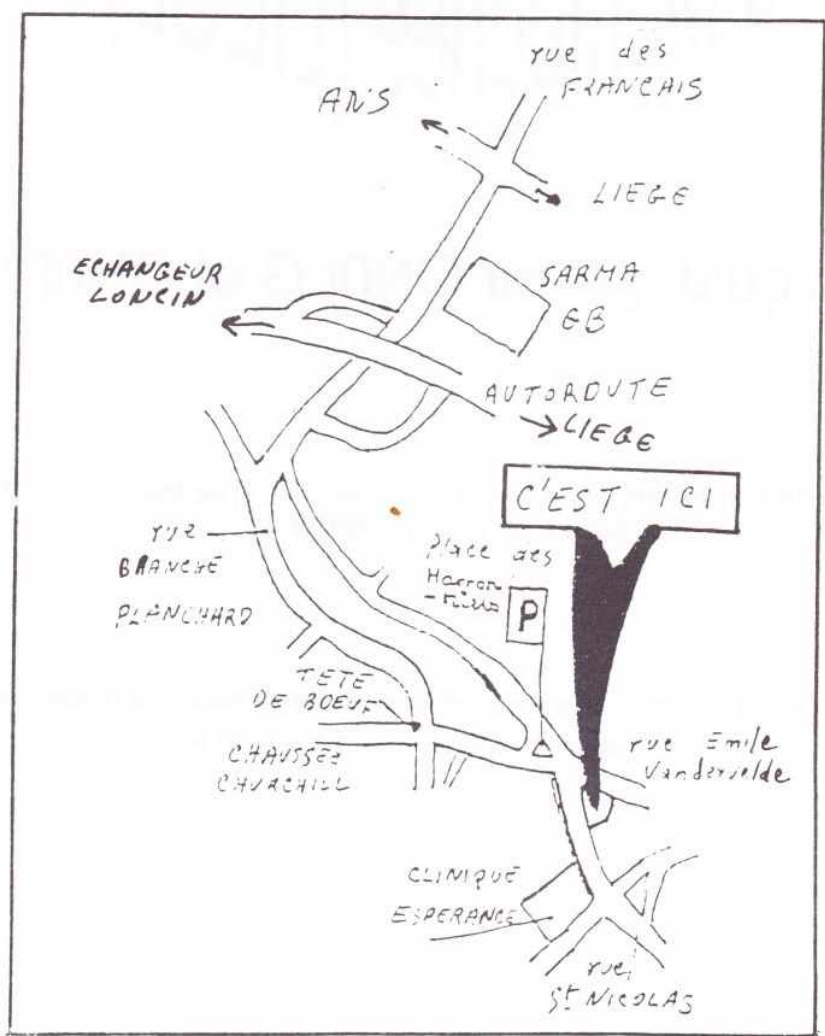 rue des
FRANCAIS
ANS
LIEGE
ECHANGEUR
LONCIN
SARMA
GB
AUTOROUTE
LIEGE
C'EST ICI
rue
BRANCHE
PLANCHARD
Place des
P
TETE
DE BOEUF
CHAUSSEE
CHURCHILL
rue Emile
Vandervelde
CLINIQUE
ESPERANCE
rue
St NICOLAS